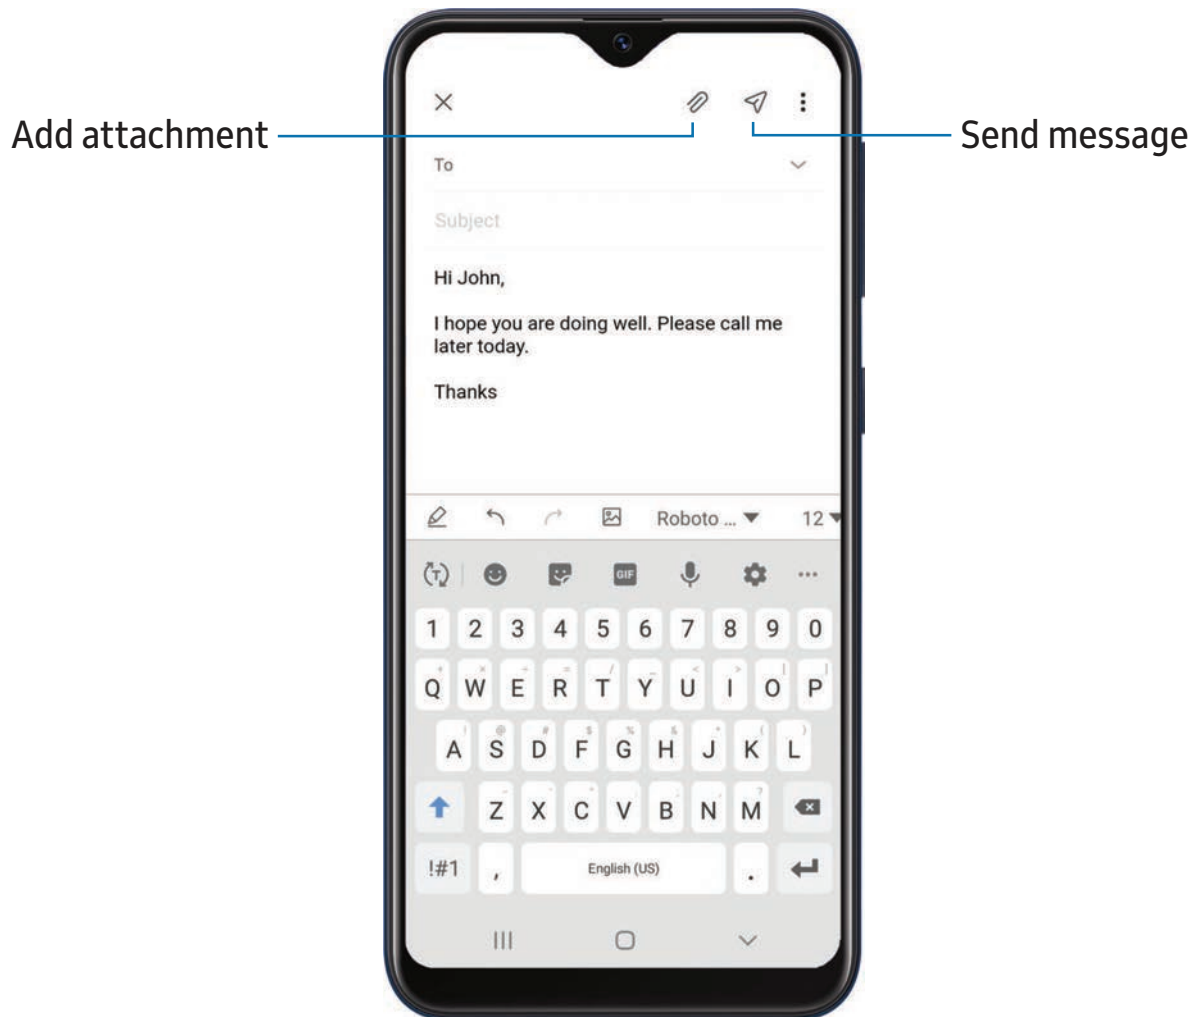 Add attachment
Send message
To
Subject
Hi John,
I hope you are doing well. Please call me
later today.
Thanks
Roboto ... 12
GIF
1 2 3 4 5 6 7 8 9 0
Q W E R T Y U I O P
A S D F G H J K L
Z X C V B N M
!#1 , English (US) .